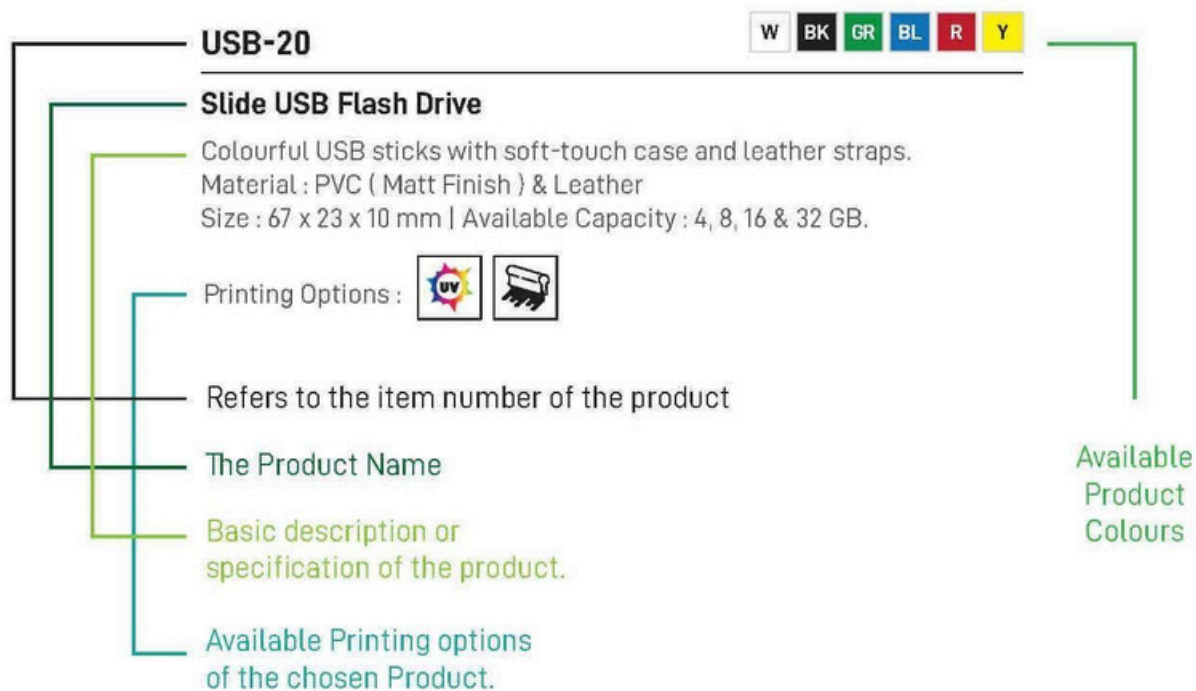 USB-20
W BK GR BL R Y
Slide USB Flash Drive
Colourful USB sticks with soft-touch case and leather straps.
Material : PVC ( Matt Finish ) & Leather
Size : 67 x 23 x 10 mm | Available Capacity : 4, 8, 16 & 32 GB.
Printing Options :
UV
Refers to the item number of the product
The Product Name
Basic description or
specification of the product.
Available Printing options
of the chosen Product.
Available
Product
Colours